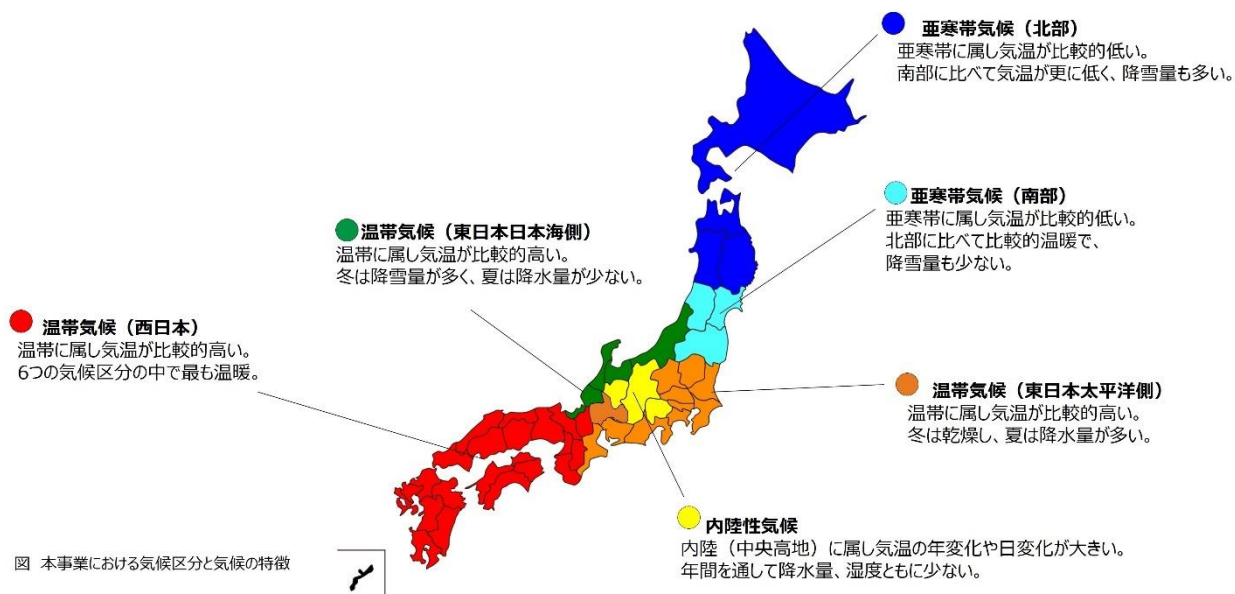 亜寒帯気候（北部）
亜寒帯に属し気温が比較的低い。
南部に比べて気温が更に低く、降雪量も多い。
亜寒帯気候（南部）
亜寒帯に属し気温が比較的低い。
北部に比べて比較的温暖で、
降雪量も少ない。
温帯気候（東日本日本海側）
温帯に属し気温が比較的高い。
冬は降雪量が多く、夏は降水量が少ない。
温帯気候（西日本）
温帯に属し気温が比較的高い。
6つの気候区分の中で最も温暖。
温帯気候（東日本太平洋側）
温帯に属し気温が比較的高い。
冬は乾燥し、夏は降水量が多い。
内陸性気候
内陸（中央高地）に属し気温の年変化や日変化が大きい。
年間を通して降水量、湿度ともに少ない。
図 本事業における気候区分と気候の特徴